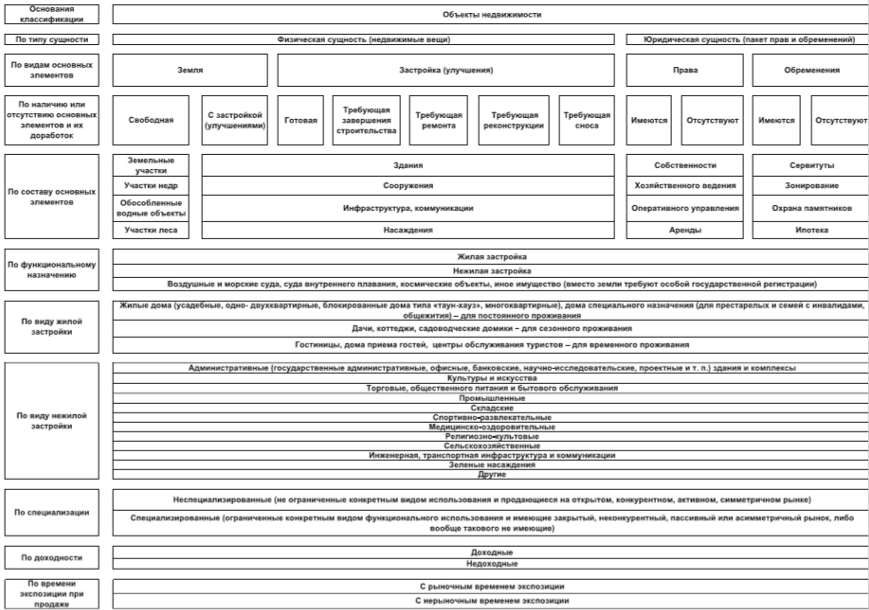 Основания
классификации
Объекты недвижимости
По типу сущности
Физическая сущность (недвижимые вещи)
Юридическая сущность (пакет прав и обременений)
По видам основных
элементов
Земля
Застройка (улучшения)
Права
Обременения
По наличию или
отсутствию основных
элементов и их
доработок
Свободная
С застройкой
(улучшениями)
Готовая
Требующая
завершения
строительства
Требующая
ремонта
Требующая
реконструкции
Требующая
сноса
Имеются
Отсутствуют
Имеются
Отсутствуют
По составу основных
элементов
Земельные
участки
Здания
Собственности
Сервитуты
Участки недр
Сооружения
Хозяйственного ведения
Зонирование
Обособленные
водные объекты
Инфраструктура, коммуникации
Оперативного управления
Охрана памятников
Участки леса
Насаждения
Аренды
Ипотека
По функциональному
назначению
Жилая застройка
Нежилая застройка
Воздушные и морские суда, суда внутреннего плавания, космические объекты, иное имущество (вместо земли требуют особой государственной регистрации)
По виду жилой
застройки
Жилые дома (усадебные, одно- двухквартирные, блокированные дома типа «таун-хауз», многоквартирные), дома специального назначения (для престарелых и семей с инвалидами,
общежития) – для постоянного проживания
Дачи, коттеджи, садоводческие домики – для сезонного проживания
Гостиницы, дома приема гостей, центры обслуживания туристов – для временного проживания
По виду нежилой
застройки
Административные (государственные административные, офисные, банковские, научно-исследовательские, проектные и т. п.) здания и комплексы
Культуры и искусства
Торговые, общественного питания и бытового обслуживания
Промышленные
Складские
Спортивно-развлекательные
Медицинско-оздоровительные
Религиозно-культовые
Сельскохозяйственные
Инженерная, транспортная инфраструктура и коммуникации
Зеленые насаждения
Другие
По специализации
Неспециализированные (не ограниченные конкретным видом использования и продающиеся на открытом, конкурентном, активном, симметричном рынке)
Специализированные (ограниченные конкретным видом функционального использования и имеющие закрытый, неконкурентный, пассивный или асимметричный рынок, либо
вообще такового не имеющие)
По доходности
Доходные
Недоходные
По времени
экспозиции при
продаже
С рыночным временем экспозиции
С нерыночным временем экспозиции